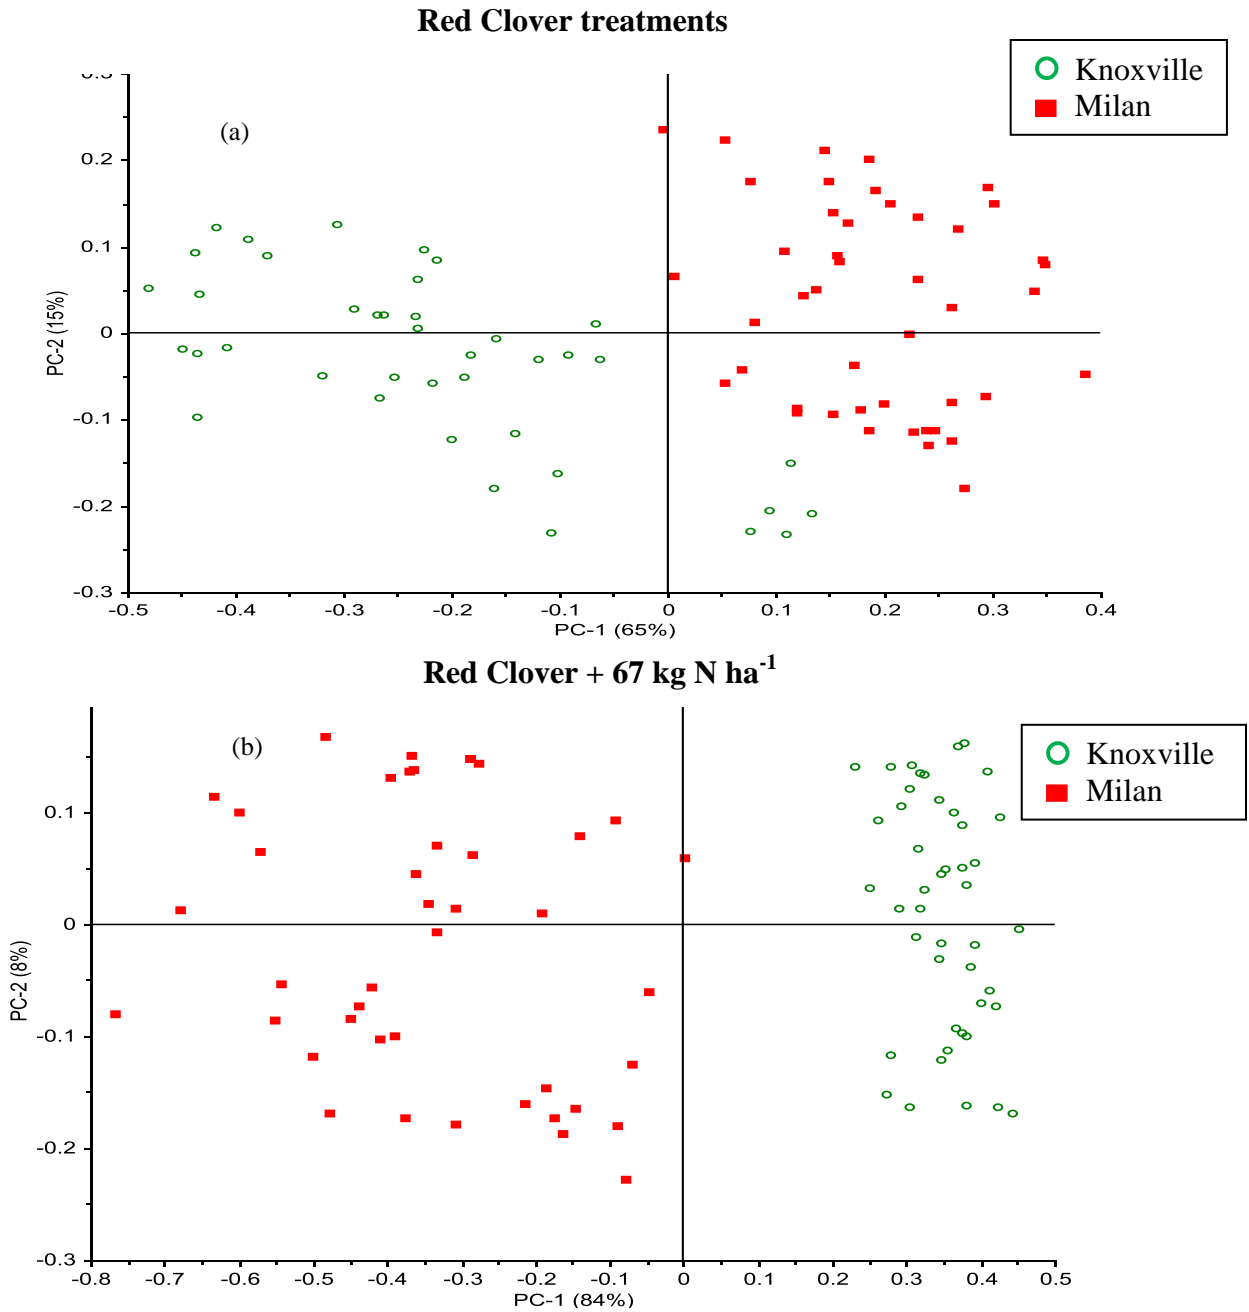 Red Clover treatments
Knoxville
Milan
(a)
0.3
0.2
0.1
0
-0.1
-0.2
-0.3
PC-2 (15%)
-0.5 -0.4 -0.3 -0.2 -0.1 0 0.1 0.2 0.3 0.4
PC-1 (65%)
Red Clover + 67 kg N ha-1
Knoxville
Milan
(b)
0.1
0
-0.1
-0.2
-0.3
PC-2 (8%)
-0.8 -0.7 -0.6 -0.5 -0.4 -0.3 -0.2 -0.1 0 0.1 0.2 0.3 0.4 0.5
PC-1 (84%)